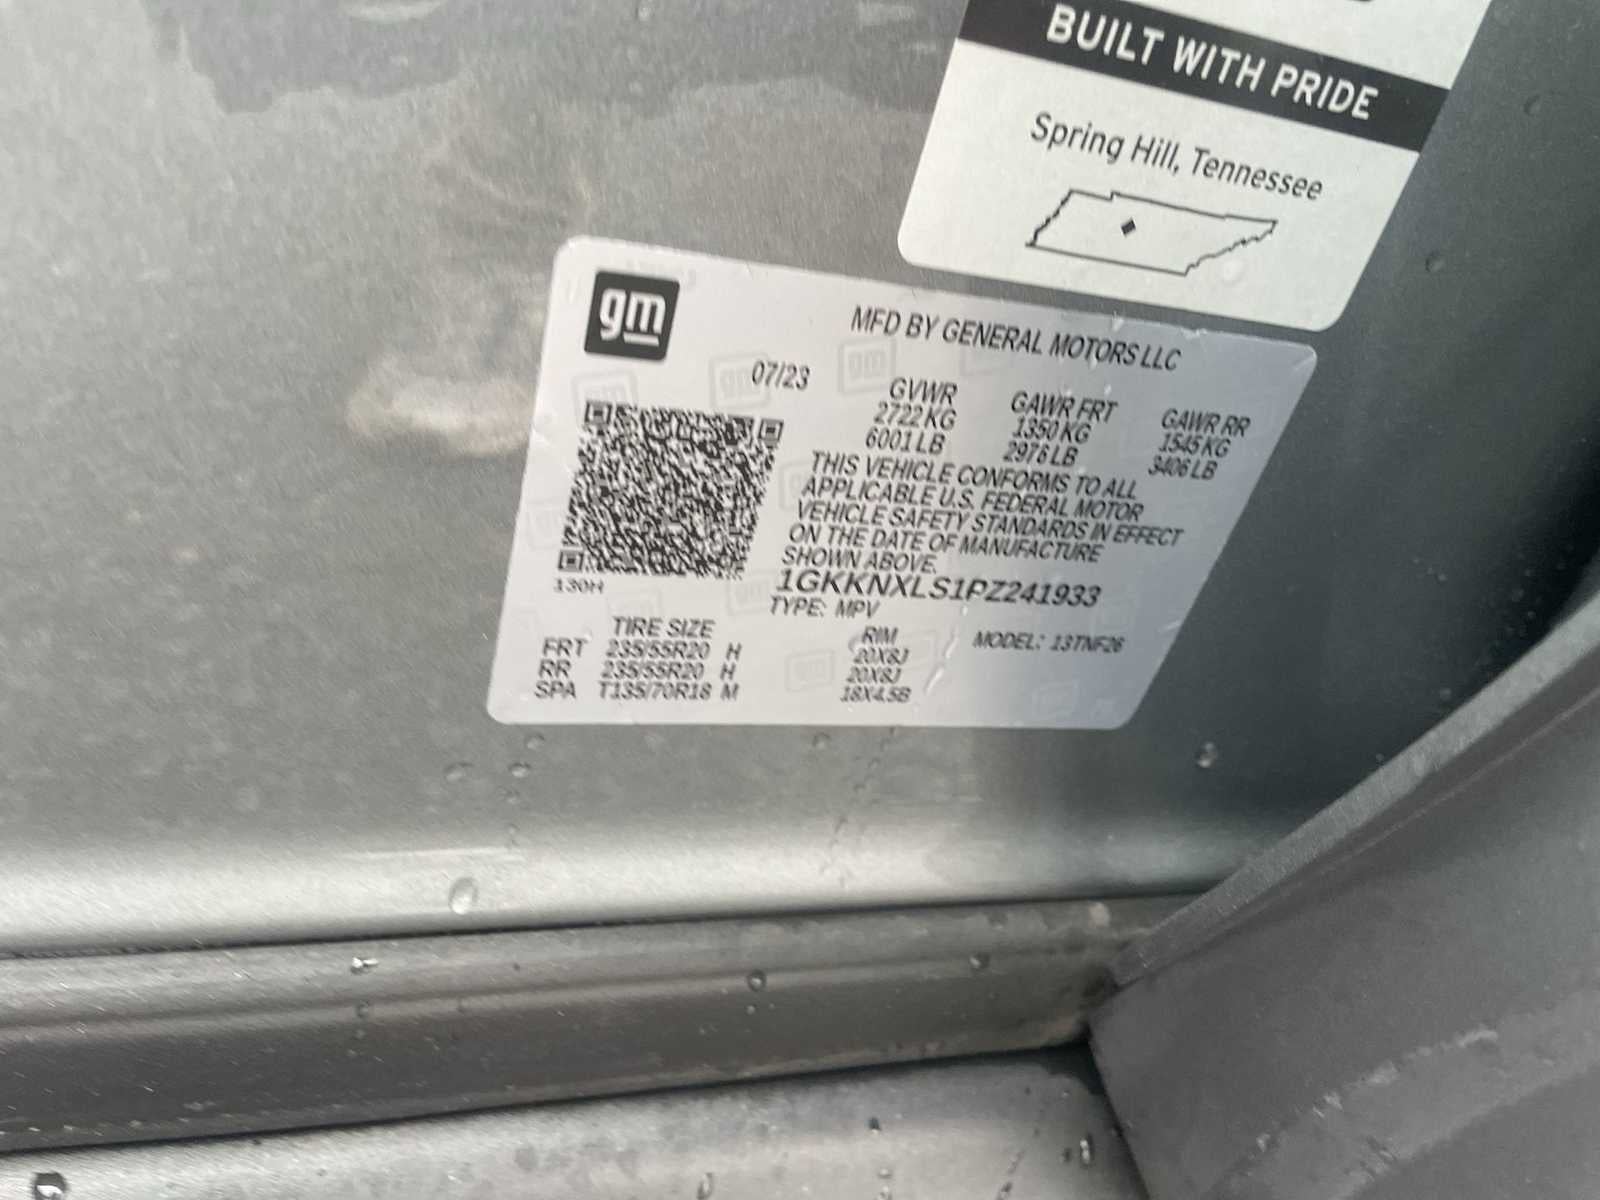 BUILT WITH PRIDE
Spring Hill, Tennessee
gm
MFD BY GENERAL MOTORS LLC
07/23
GVWR GAWR FRT GAWR RR
2722 KG 1350 KG 1545 KG
6001 LB 2976 LB 3406 LB
THIS VEHICLE CONFORMS TO ALL
APPLICABLE U.S. FEDERAL MOTOR
VEHICLE SAFETY STANDARDS IN EFFECT
ON THE DATE OF MANUFACTURE
SHOWN ABOVE.
130H
1GKKNXLS1PZ241933
TYPE: MPV
TIRE SIZE RIM MODEL: 13TNF26
FRT 235/55R20 H 20X8J
RR 235/55R20 H 20X8J
SPA T135/70R18 M 18X4.5B